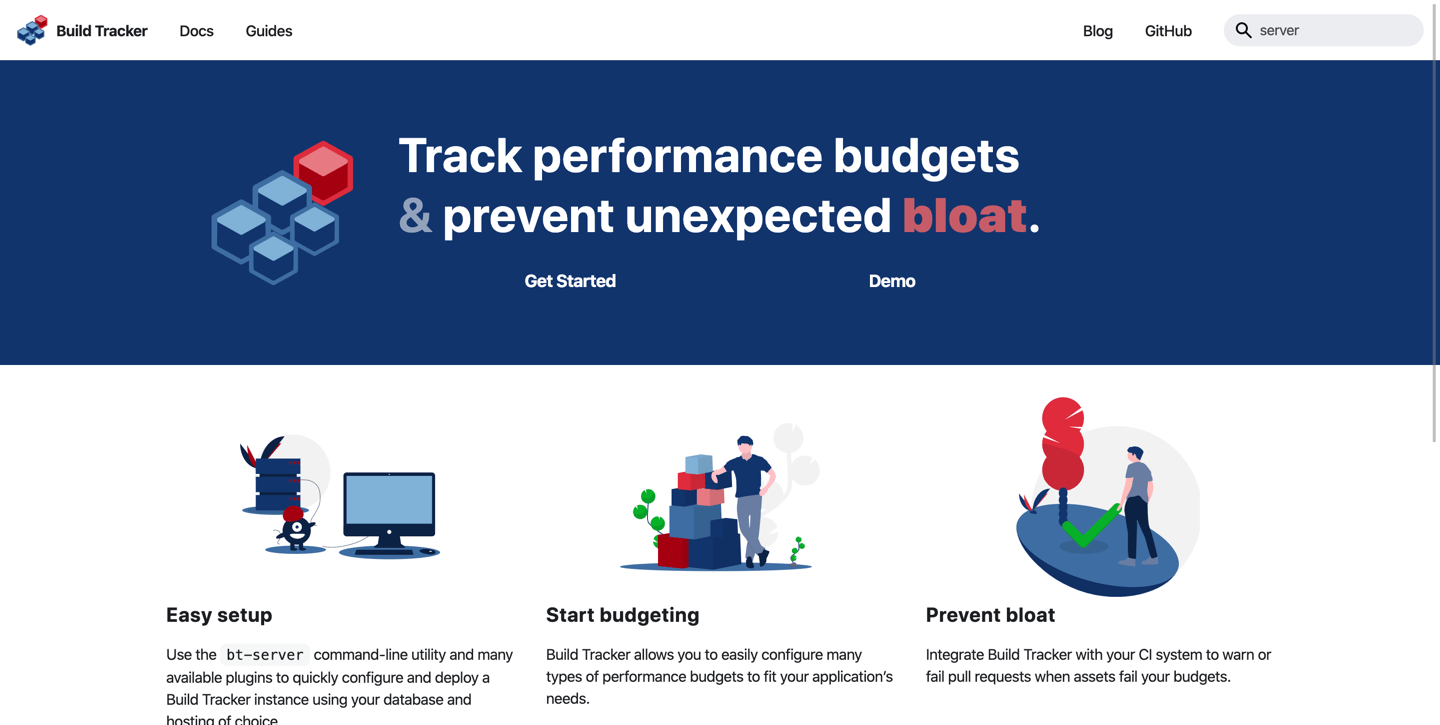 Build Tracker
Docs
Guides
Blog
GitHub
server
Track performance budgets
& prevent unexpected bloat.
Get Started
Demo
Easy setup
Use the bt-server command-line utility and many
available plugins to quickly configure and deploy a
Build Tracker instance using your database and
hosting of choice
Start budgeting
Build Tracker allows you to easily configure many
types of performance budgets to fit your application’s
needs.
Prevent bloat
Integrate Build Tracker with your CI system to warn or
fail pull requests when assets fail your budgets.